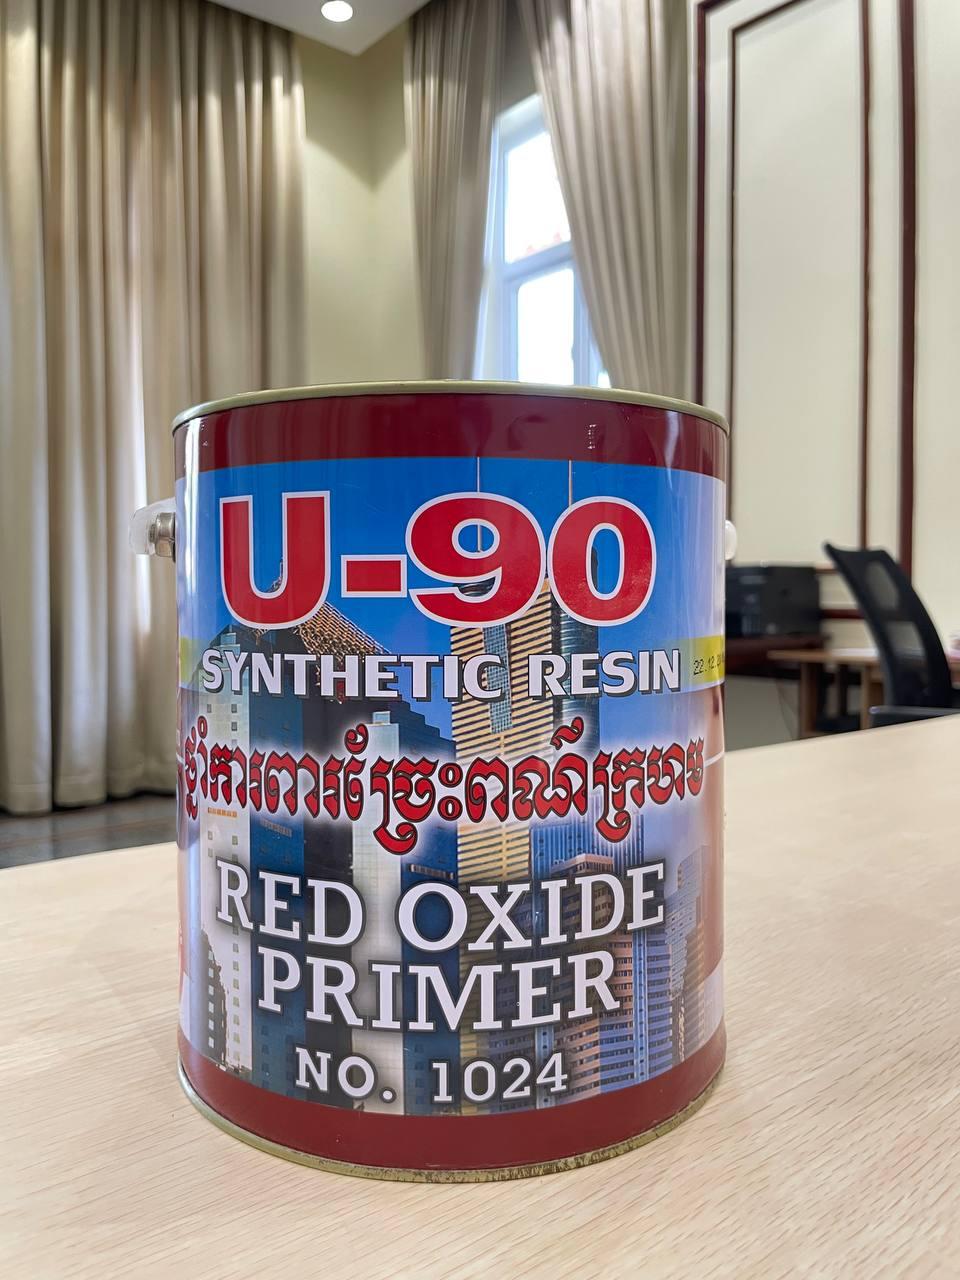 U-90
SYNTHETIC RESIN
ថ្នាំការពារច្រែះពណ៌ក្រហម
RED OXIDE
PRIMER
NO. 1024